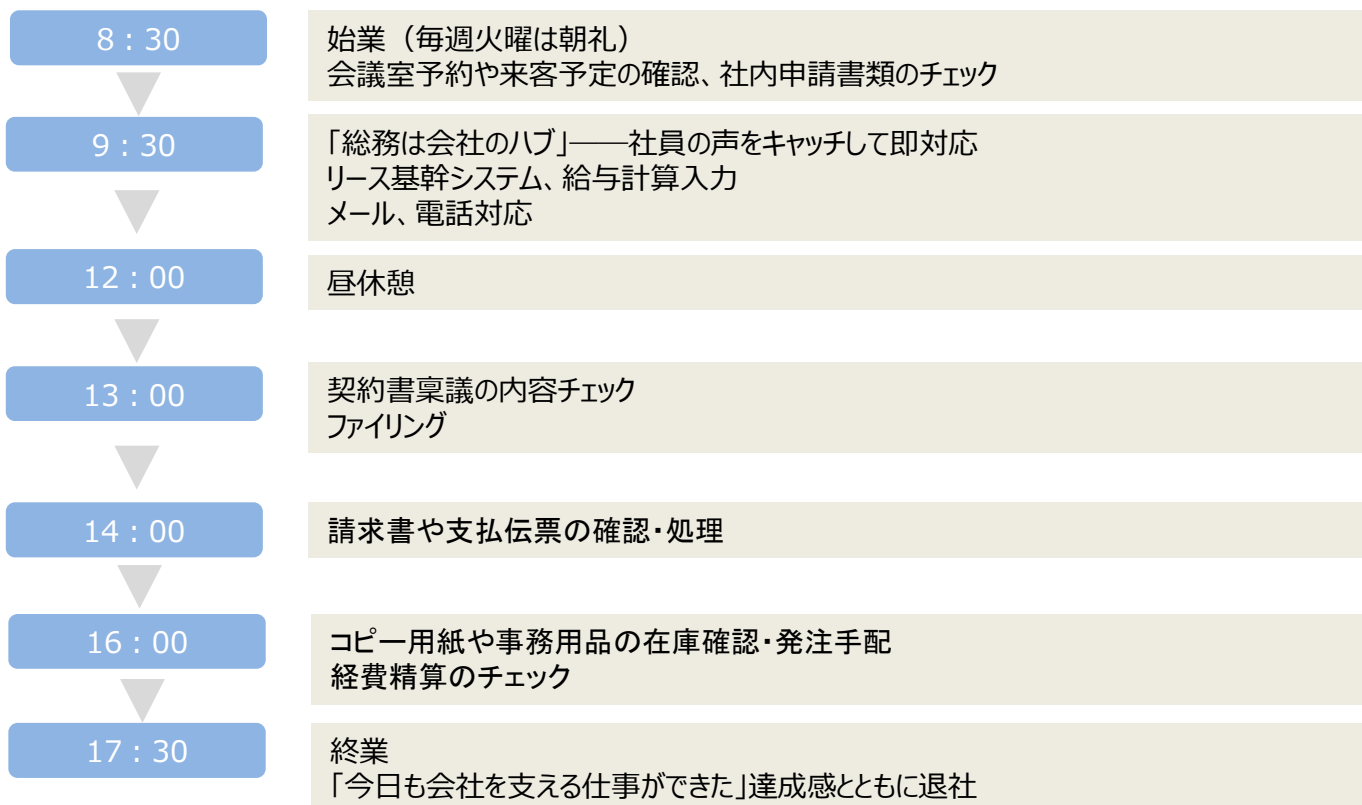 8：30
始業（毎週火曜は朝礼）
会議室予約や来客予定の確認、社内申請書類のチェック
9：30
「総務は会社のハブ」――社員の声をキャッチして即対応
リース基幹システム、給与計算入力
メール、電話対応
12：00
昼休憩
13：00
契約書稟議の内容チェック
ファイリング
14：00
請求書や支払伝票の確認・処理
16：00
コピー用紙や事務用品の在庫確認・発注手配
経費精算のチェック
17：30
終業
「今日も会社を支える仕事ができた」達成感とともに退社